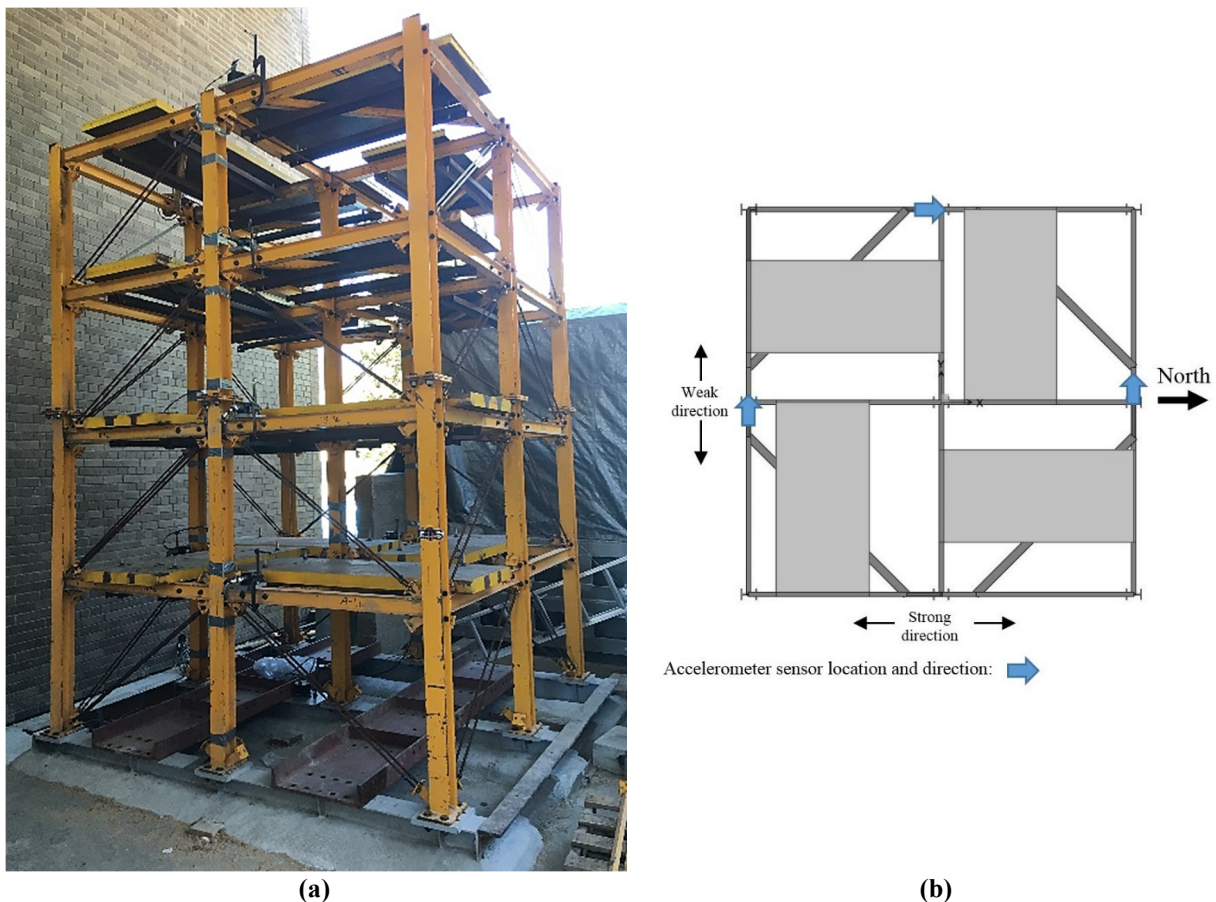 Weak
direction
North
X
Strong
direction
Accelerometer sensor location and direction:
(a)
(b)